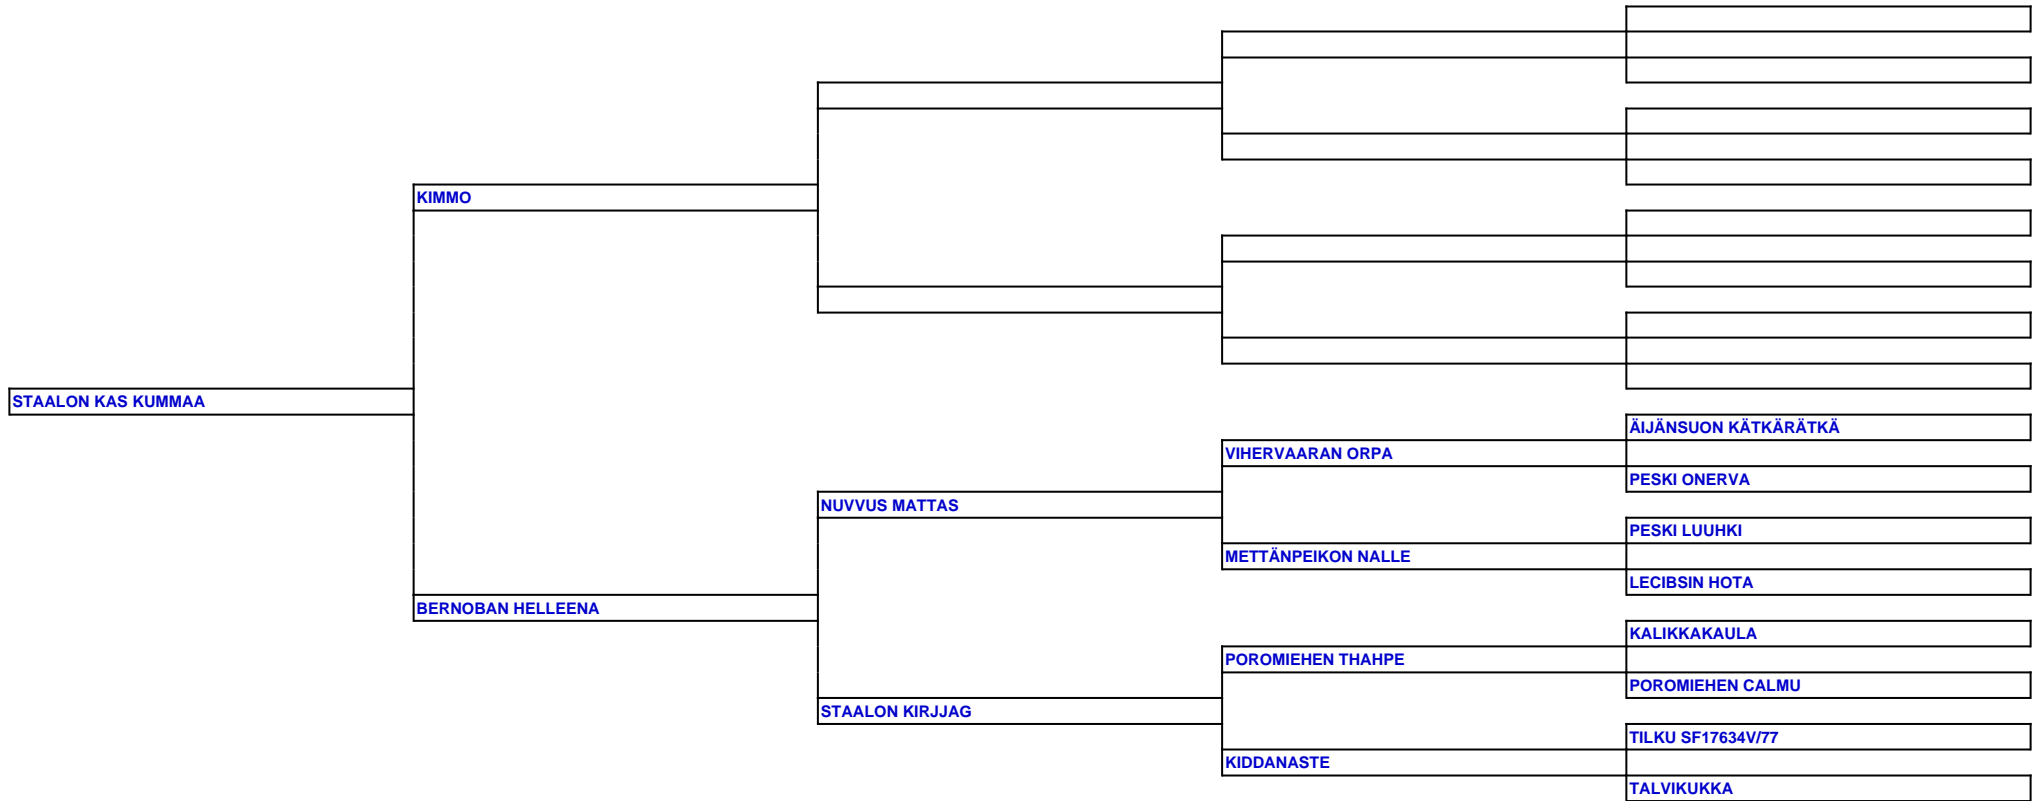 KIMMO
STAALON KAS KUMMAA
ÄIJÄNSUON KÄTKÄRÄTKÄ
VIHERVAARAN ORPA
PESKI ONERVA
NUVVUS MATTAS
PESKI LUUHKI
METTÄNPEIKON NALLE
LECIBSIN HOTA
BERNOBAN HELLEENA
KALIKKAKAULA
POROMIEHEN THAHPE
POROMIEHEN CALMU
STAALON KIRJJAG
TILKU SF17634V/77
KIDDANASTE
TALVIKUKKA